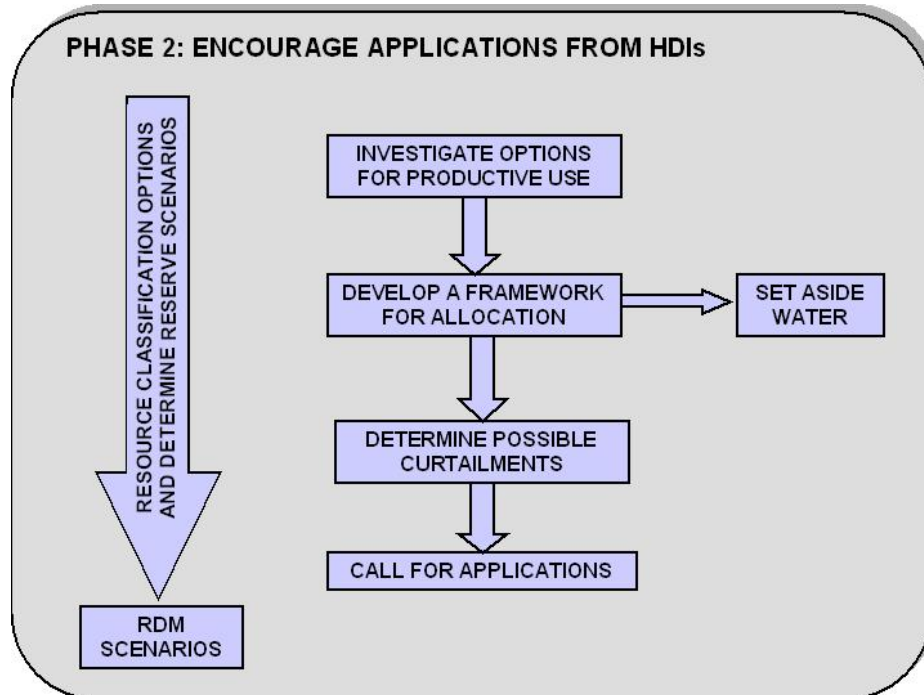 PHASE 2: ENCOURAGE APPLICATIONS FROM HDIs
RESOURCE CLASSIFICATION OPTIONS
AND DETERMINE RESERVE SCENARIOS
INVESTIGATE OPTIONS
FOR PRODUCTIVE USE
DEVELOP A FRAMEWORK
FOR ALLOCATION
SET ASIDE
WATER
DETERMINE POSSIBLE
CURTAILMENTS
CALL FOR APPLICATIONS
RDM
SCENARIOS